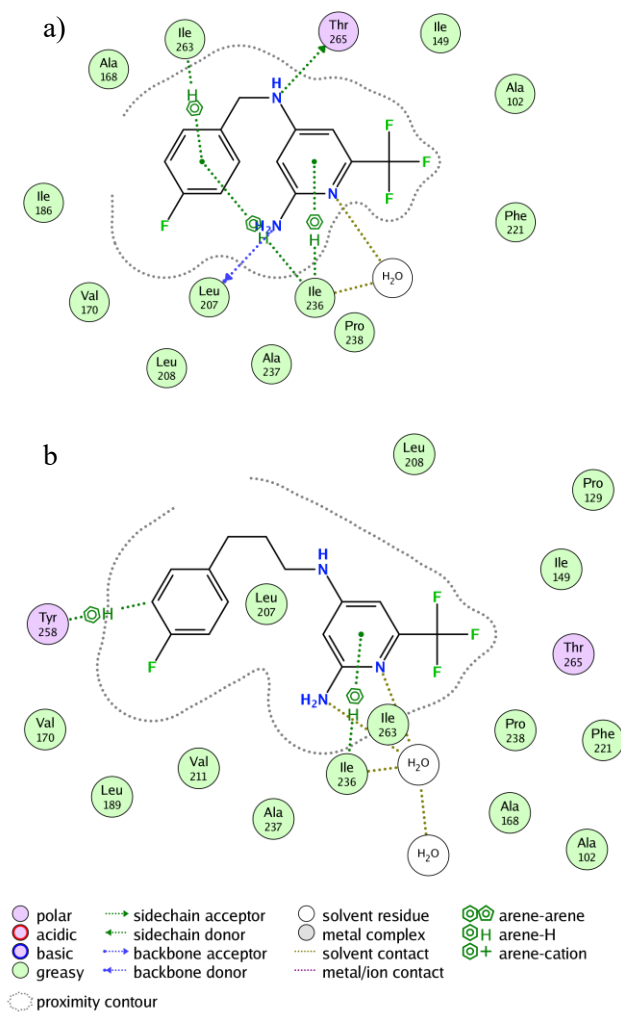 a)
Ile
263
Thr
265
Ile
149
Ala
168
Ala
102
H
N
F
F
F
N
Ile
186
H
H
H₂N
H
F
Phe
221
H₂O
Leu
207
Ile
236
Val
170
Pro
238
Leu
208
Ala
237
b
Leu
208
Pro
129
H
N
Ile
149
F
F
F
Leu
207
Tyr
258
H
Thr
265
F
N
H₂N
H
Ile
263
Val
170
Pro
238
Phe
221
Val
211
Ile
236
H₂O
Leu
189
Ala
237
Ala
168
Ala
102
H₂O
polar
sidechain acceptor
solvent residue
arene-arene
acidic
sidechain donor
metal complex
H arene-H
basic
backbone acceptor
solvent contact
+ arene-cation
greasy
backbone donor
metal/ion contact
proximity contour